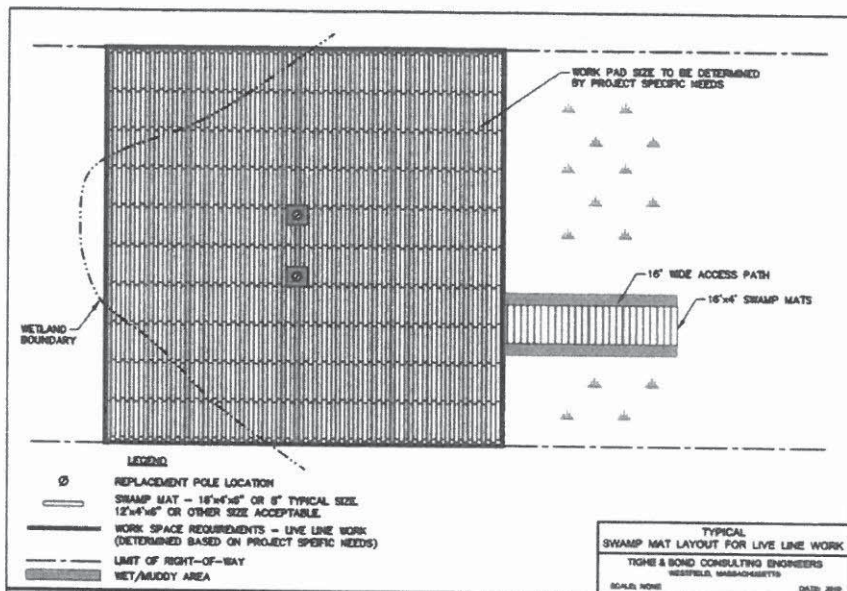 WORK PAD SIZE TO BE DETERMINED
BY PROJECT SPECIFIC NEEDS
16" WIDE ACCESS PATH
16'x4' SWAMP MATS
WETLAND
BOUNDARY
LEGEND
Ø REPLACEMENT POLE LOCATION
SWAMP MAT - 16'x4'x6" OR 8" TYPICAL SIZE.
12'x4'x6" OR OTHER SIZE ACCEPTABLE.
WORK SPACE REQUIREMENTS - LIVE LINE WORK
(DETERMINED BASED ON PROJECT SPEIFIC NEEDS)
LIMIT OF RIGHT-OF-WAY
WET/MUDDY AREA
TYPICAL
SWAMP MAT LAYOUT FOR LIVE LINE WORK
TIGHE & BOND CONSULTING ENGINEERS
WESTFIELD, MASSACHUSETTS
SCALE: NONE
DATE: